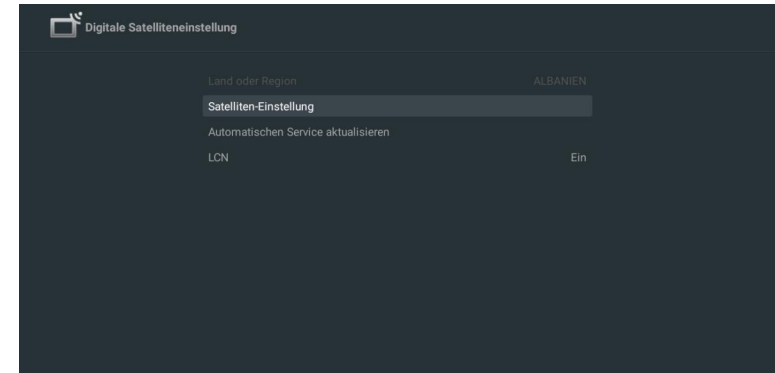 Digitale Satelliteneinstellung
Land oder Region ALBANIEN
Satelliten-Einstellung
Automatischen Service aktualisieren
LCN Ein